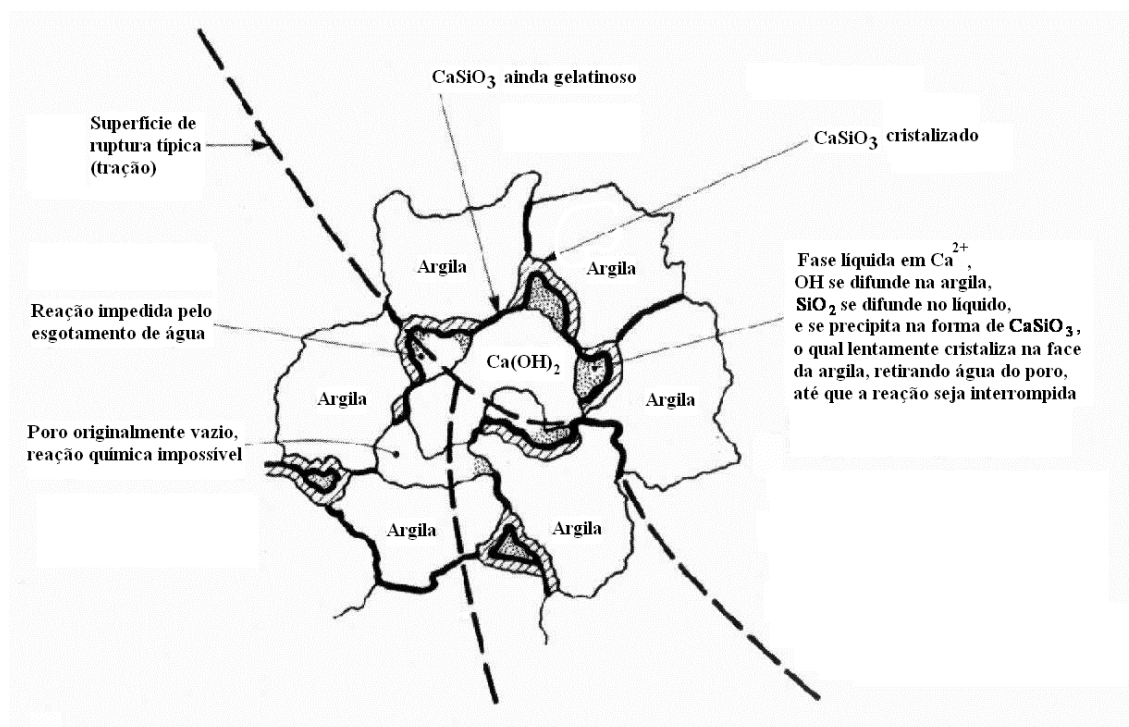 CaSiO3 ainda gelatinoso
Superfície de
ruptura típica
(tração)
CaSiO3 cristalizado
Argila
Argila
Fase líquida em Ca2+,
OH se difunde na argila,
SiO2 se difunde no líquido,
e se precipita na forma de CaSiO3,
o qual lentamente cristaliza na face
da argila, retirando água do poro,
até que a reação seja interrompida
Reação impedida pelo
esgotamento de água
Ca(OH)2
Argila
Argila
Poro originalmente vazio,
reação química impossível
Argila
Argila